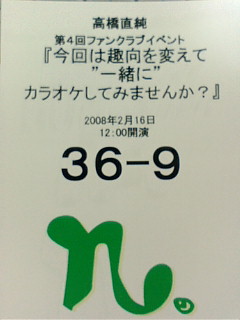 高橋直純
第4回ファンクラブイベント
『今回は趣向を変えて
”一緒に”
カラオケしてみませんか？』
2008年2月16日
12:00開演
36-9
n.